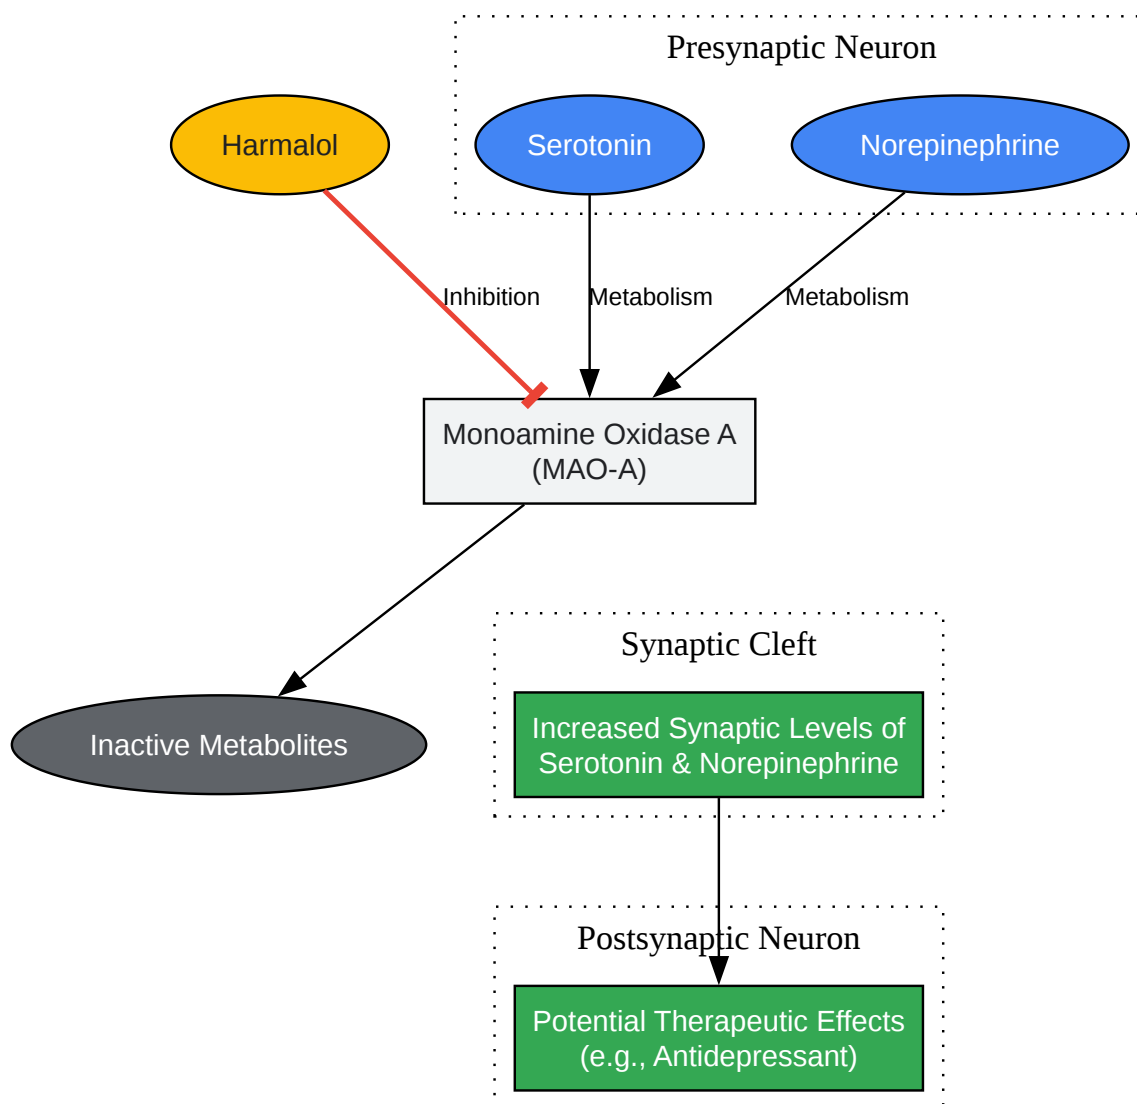 Presynaptic Neuron
Harmalol
Serotonin
Norepinephrine
Inhibition
Metabolism
Metabolism
Monoamine Oxidase A
(MAO-A)
Synaptic Cleft
Increased Synaptic Levels of
Serotonin & Norepinephrine
Inactive Metabolites
Postsynaptic Neuron
Potential Therapeutic Effects
(e.g., Antidepressant)